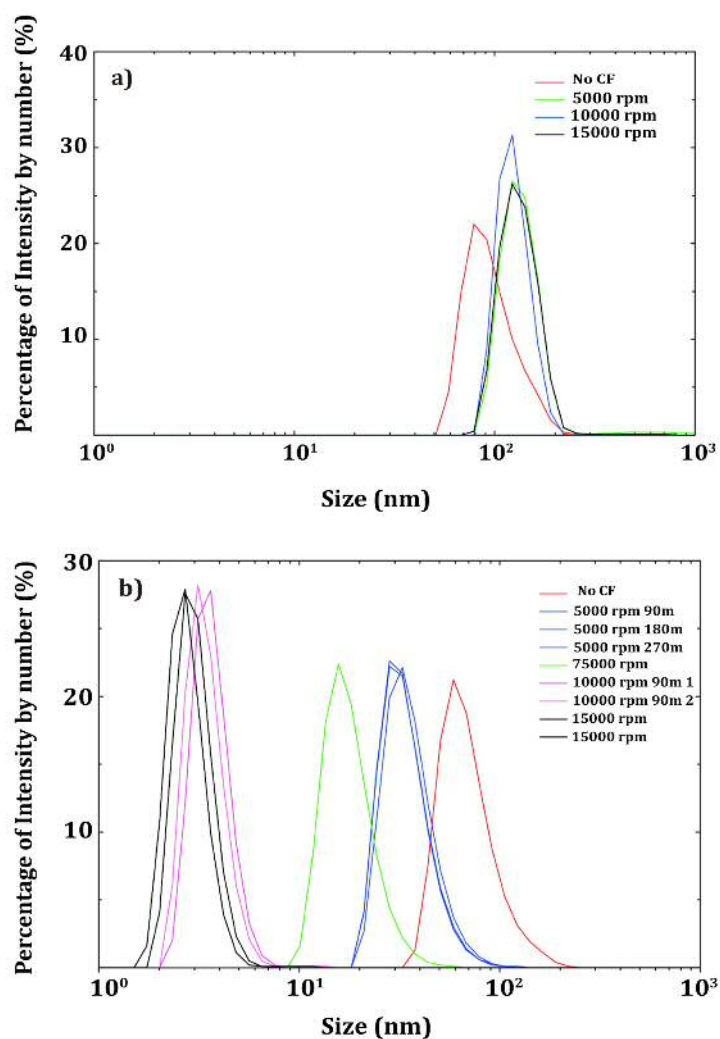 a)
Percentage of Intensity by number (%)
40
30
20
10
No CF
5000 rpm
10000 rpm
15000 rpm
10⁰ 10¹ 10² 10³
Size (nm)
b)
Percentage of Intensity by number (%)
30
20
10
No CF
5000 rpm 90m
5000 rpm 180m
5000 rpm 270m
75000 rpm
10000 rpm 90m 1
10000 rpm 90m 2
15000 rpm
15000 rpm
10⁰ 10¹ 10² 10³
Size (nm)